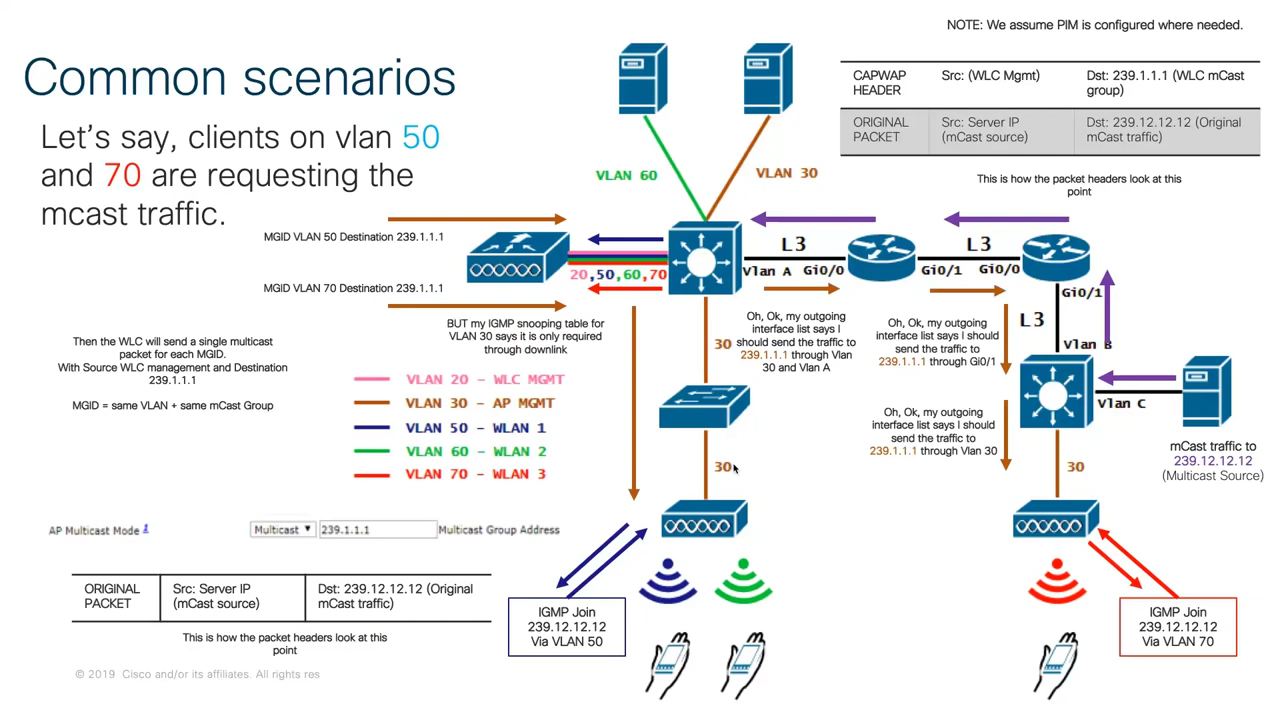 NOTE: We assume PIM is configured where needed.
Common scenarios
Let's say, clients on vlan 50
and 70 are requesting the
mcast traffic.
CAPWAP
HEADER
Src: (WLC Mgmt)
Dst: 239.1.1.1 (WLC mCast
group)
ORIGINAL
PACKET
Src: Server IP
(mCast source)
Dst: 239.12.12.12 (Original
mCast traffic)
This is how the packet headers look at this
point
VLAN 60
VLAN 30
MGID VLAN 50 Destination 239.1.1.1
MGID VLAN 70 Destination 239.1.1.1
20,50,60,70
L3
Vlan A
Gi0/0
L3
Gi0/1
Gi0/0
Gi0/1
L3
Vlan B
Vlan C
BUT my IGMP snooping table for
VLAN 30 says it is only required
through downlink
Oh, Ok, my outgoing
interface list says I
should send the traffic to
239.1.1.1 through Vlan
30 and Vlan A
Oh, Ok, my outgoing
interface list says I should
send the traffic to
239.1.1.1 through Gi0/1
Oh, Ok, my outgoing
interface list says I should
send the traffic to
239.1.1.1 through Vlan 30
Then the WLC will send a single multicast
packet for each MGID.
With Source WLC management and Destination
239.1.1.1
MGID = same VLAN + same mCast Group
VLAN 20 - WLC MGMT
VLAN 30 - AP MGMT
VLAN 50 - WLAN 1
VLAN 60 - WLAN 2
VLAN 70 - WLAN 3
30
30
30
mCast traffic to
239.12.12.12
(Multicast Source)
AP Multicast Mode
Multicast
239.1.1.1
Multicast Group Address
ORIGINAL
PACKET
Src: Server IP
(mCast source)
Dst: 239.12.12.12 (Original
mCast traffic)
This is how the packet headers look at this
point
IGMP Join
239.12.12.12
Via VLAN 50
IGMP Join
239.12.12.12
Via VLAN 70
© 2019 Cisco and/or its affiliates. All rights res